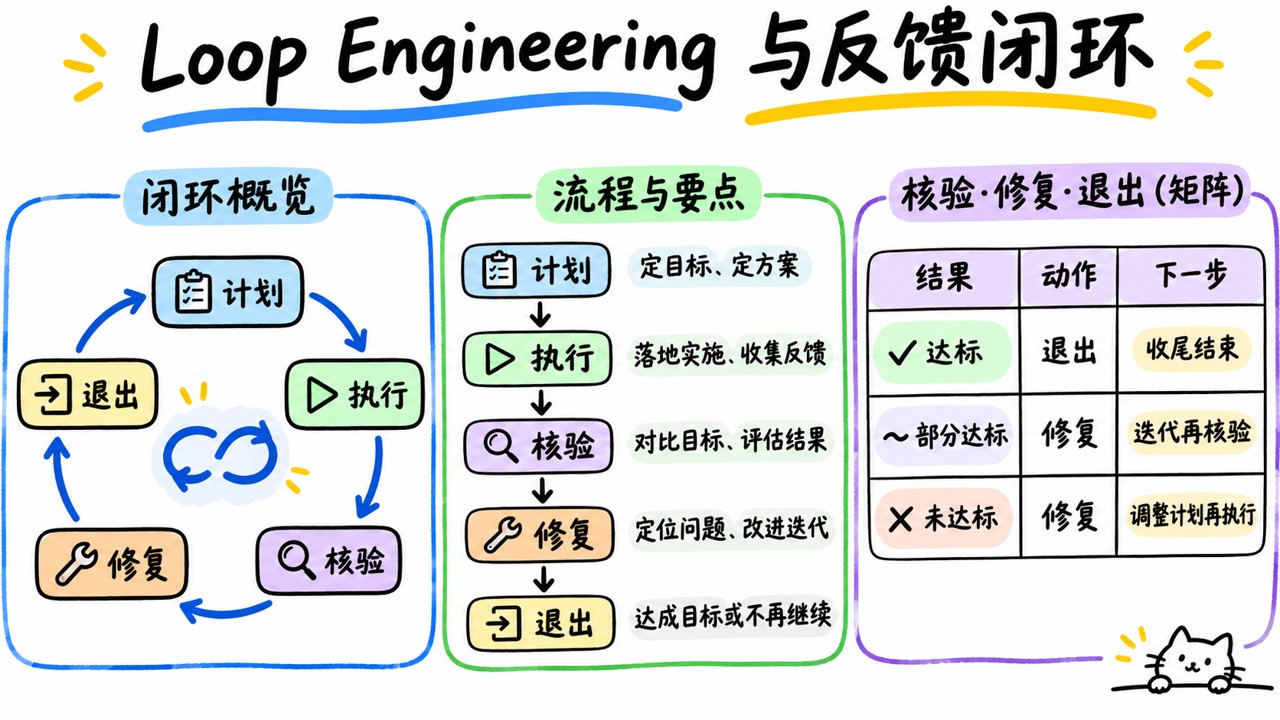 Loop Engineering 与反馈闭环
闭环概览
计划
执行
核验
修复
退出
流程与要点
计划 定目标、定方案
执行 落地实施、收集反馈
核验 对比目标、评估结果
修复 定位问题、改进迭代
退出 达成目标或不再继续
核验·修复·退出(矩阵)
结果 动作 下一步
✓ 达标 退出 收尾结束
~ 部分达标 修复 迭代再核验
✗ 未达标 修复 调整计划再执行